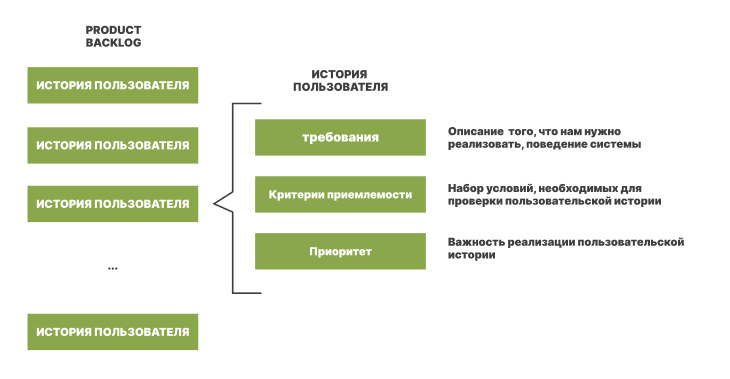 PRODUCT
BACKLOG
ИСТОРИЯ ПОЛЬЗОВАТЕЛЯ
ИСТОРИЯ ПОЛЬЗОВАТЕЛЯ
ИСТОРИЯ ПОЛЬЗОВАТЕЛЯ
...
ИСТОРИЯ ПОЛЬЗОВАТЕЛЯ
ИСТОРИЯ
ПОЛЬЗОВАТЕЛЯ
требования
Описание того, что нам нужно
реализовать, поведение системы
Критерии приемлемости
Набор условий, необходимых для
проверки пользовательской истории
Приоритет
Важность реализации пользовательской
истории